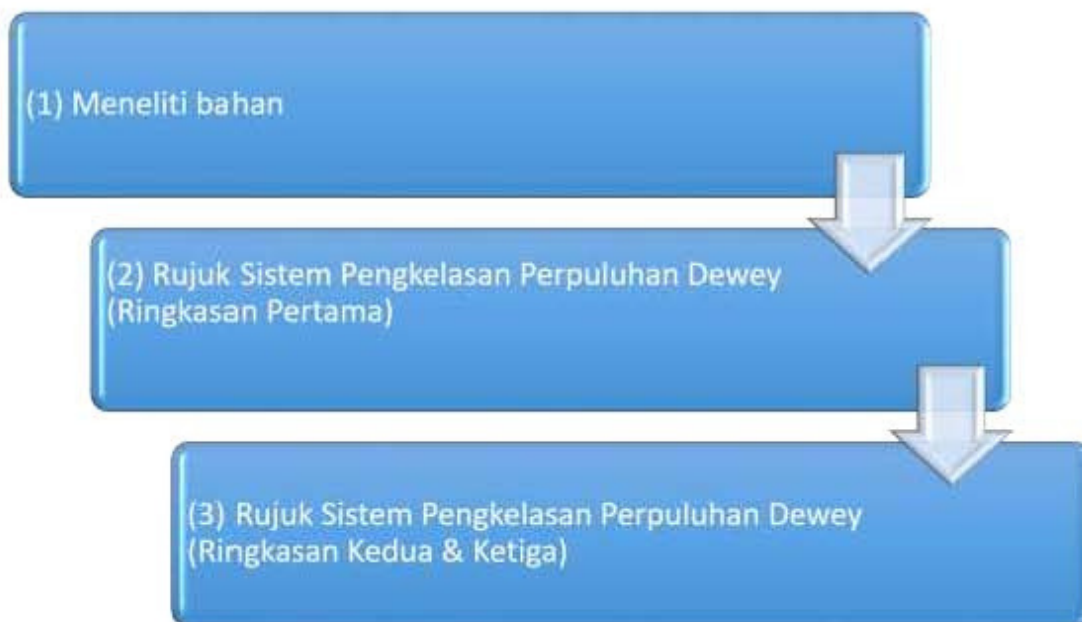 (1) Meneliti bahan
(2) Rujuk Sistem Pengkelasan Perpuluhan Dewey
(Ringkasan Pertama)
(3) Rujuk Sistem Pengkelasan Perpuluhan Dewey
(Ringkasan Kedua & Ketiga)